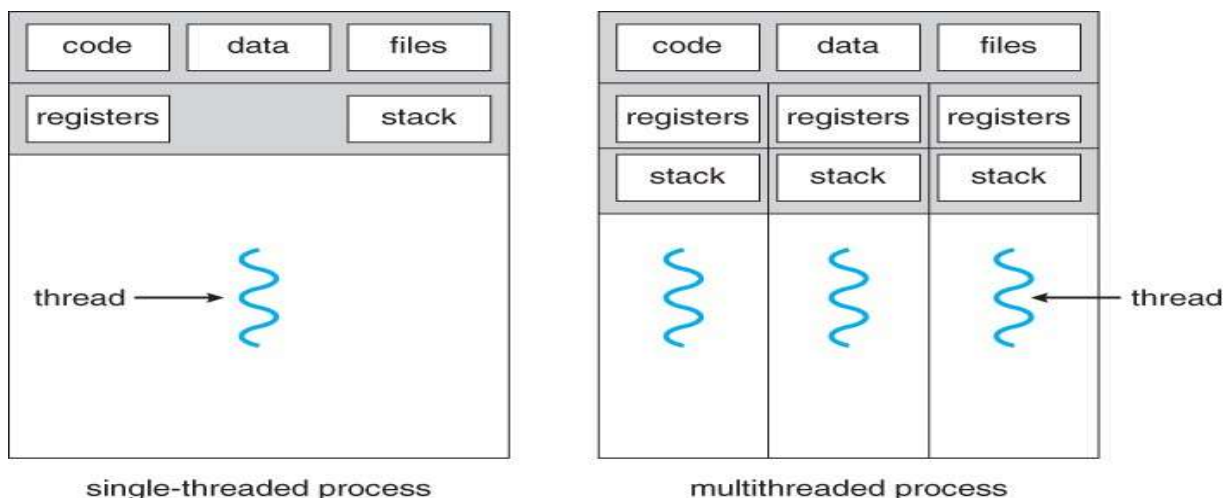 code data files
registers stack
thread
single-threaded process
code data files
registers registers registers
stack stack stack
thread
multithreaded process